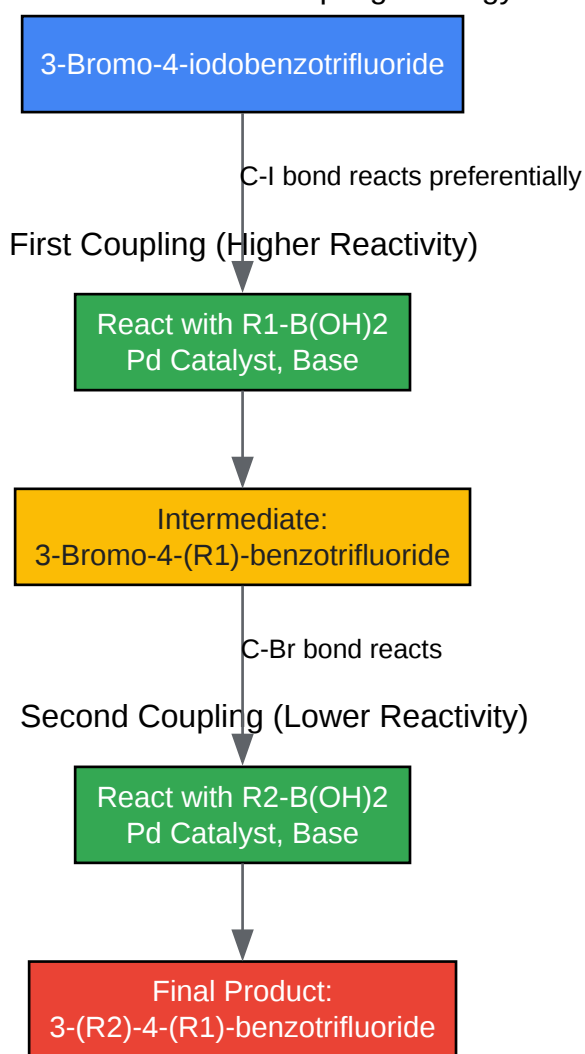 3-Bromo-4-iodobenzotrifluoride
C-I bond reacts preferentially
First Coupling (Higher Reactivity)
React with R1-B(OH)2
Pd Catalyst, Base
Intermediate:
3-Bromo-4-(R1)-benzotrifluoride
C-Br bond reacts
Second Coupling (Lower Reactivity)
React with R2-B(OH)2
Pd Catalyst, Base
Final Product:
3-(R2)-4-(R1)-benzotrifluoride